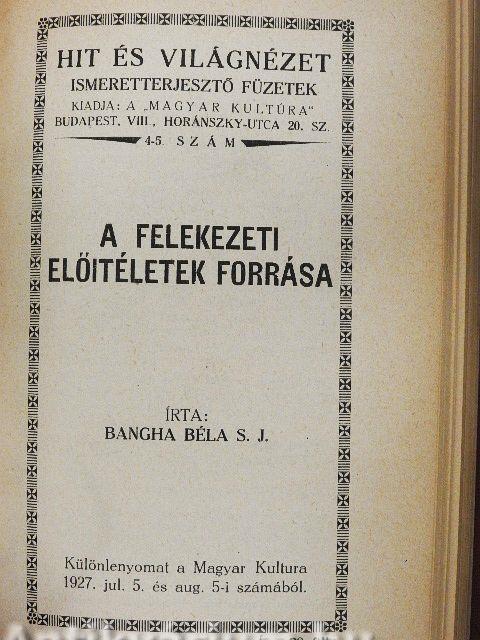 HIT ÉS VILÁGNÉZET
ISMERETTERJESZTŐ FÜZETEK
KIADJA: A „MAGYAR KULTÚRA"
BUDAPEST, VIII., HORÁNSZKY-UTCA 20. SZ.
4-5. SZÁM
A FELEKEZETI
ELŐITÉLETEK FORRÁSA
ÍRTA:
BANGHA BÉLA S. J.
Különlenyomat a Magyar Kultura
1927. jul. 5. és aug. 5-i számából.